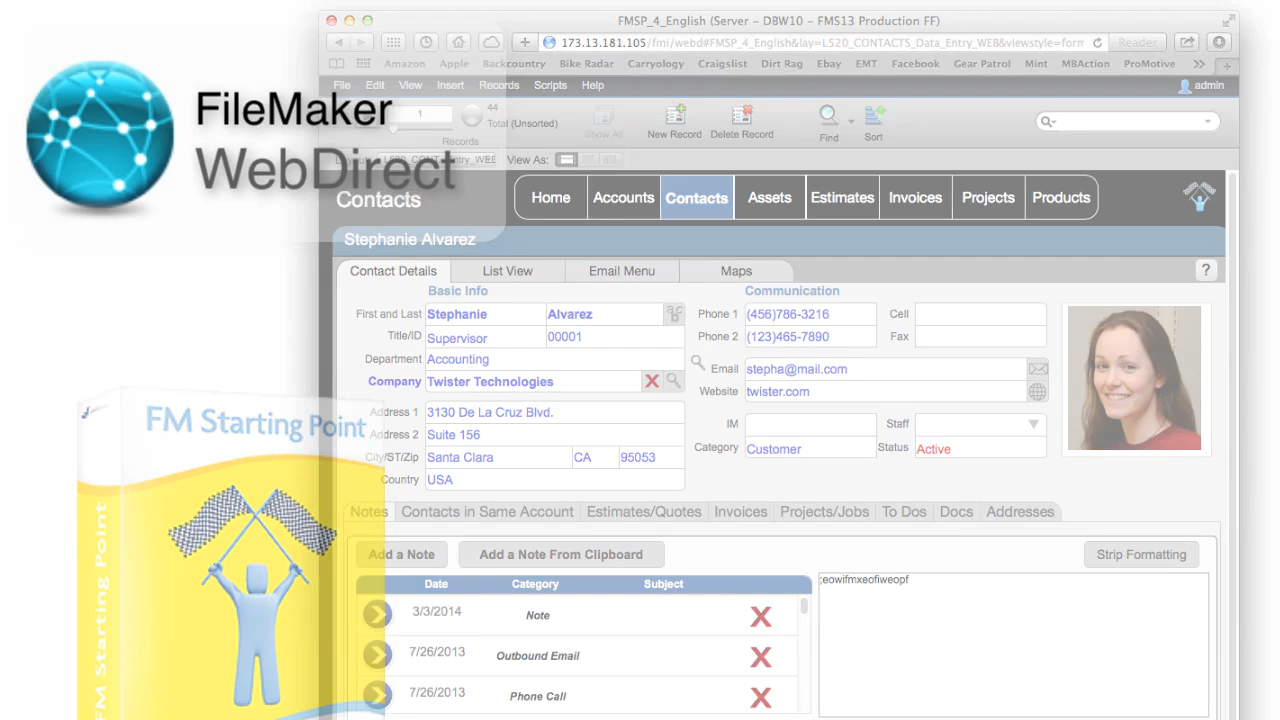 FMSP_4_English (Server - DBW10 - FMS13 Production FF)
173.13.181.105/fmi/webd#FMSP_4_English&lay=L520_CONTACTS_Data_Entry_WEB&viewstyle=form
Reader
Amazon Apple Backcountry Bike Radar Carryology Craigslist Dirt Rag Ebay EMT Facebook Gear Patrol Mint MBAction ProMotive
File Edit View Insert Records Scripts Help
admin
FileMaker
WebDirect
1
44
Total (Unsorted)
Records
Show All
New Record
Delete Record
Find
Sort
View As:
Contacts
Home Accounts Contacts Assets Estimates Invoices Projects Products
Stephanie Alvarez
Contact Details List View Email Menu Maps
?
Basic Info
Communication
First and Last Stephanie Alvarez
Phone 1 (456)786-3216
Cell
Title/ID Supervisor 00001
Phone 2 (123)465-7890
Fax
Department Accounting
Email stepha@mail.com
Company Twister Technologies
Website twister.com
Address 1 3130 De La Cruz Blvd.
IM
Staff
Address 2 Suite 156
Category Customer
Status Active
City/ST/Zip Santa Clara CA 95053
Country USA
Notes Contacts in Same Account Estimates/Quotes Invoices Projects/Jobs To Dos Docs Addresses
Add a Note
Add a Note From Clipboard
Strip Formatting
Date Category Subject
;eowifmxeofiweopf
3/3/2014 Note
7/26/2013 Outbound Email
7/26/2013 Phone Call
FM Starting Point
FM Starting Point